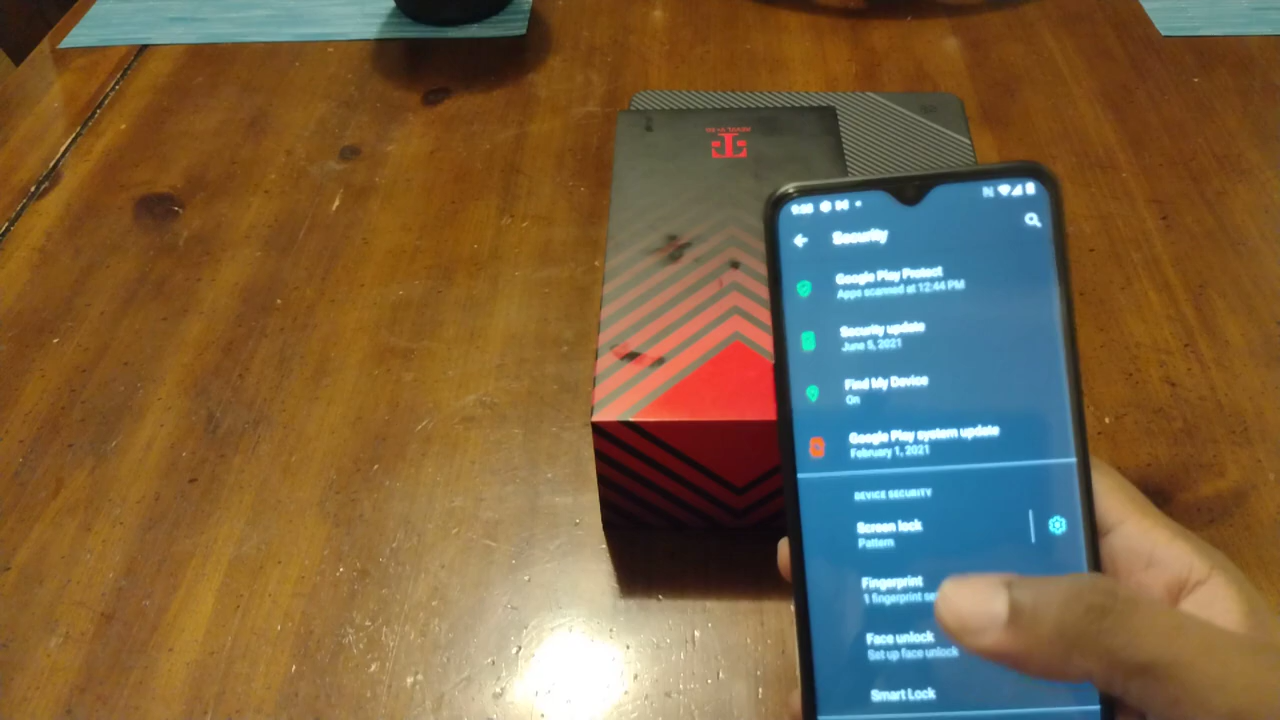 T
Security
Google Play Protect
Apps scanned at 12:44 PM
Security update
June 5, 2021
Find My Device
On
Google Play system update
February 1, 2021
DEVICE SECURITY
Screen lock
Pattern
Fingerprint
1 fingerprint
Face unlock
Set up face unlock
Smart Lock